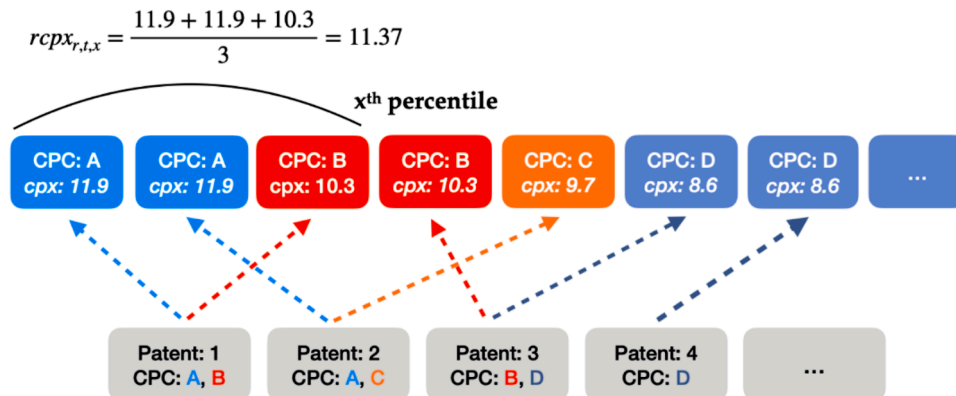 rcpx_{r,t,x} = \frac{11.9 + 11.9 + 10.3}{3} = 11.37
xth percentile
CPC: A CPC: A CPC: B CPC: B CPC: C CPC: D CPC: D ...
cpx: 11.9 cpx: 11.9 cpx: 10.3 cpx: 10.3 cpx: 9.7 cpx: 8.6 cpx: 8.6
Patent: 1 Patent: 2 Patent: 3 Patent: 4 ...
CPC: A, B CPC: A, C CPC: B, D CPC: D